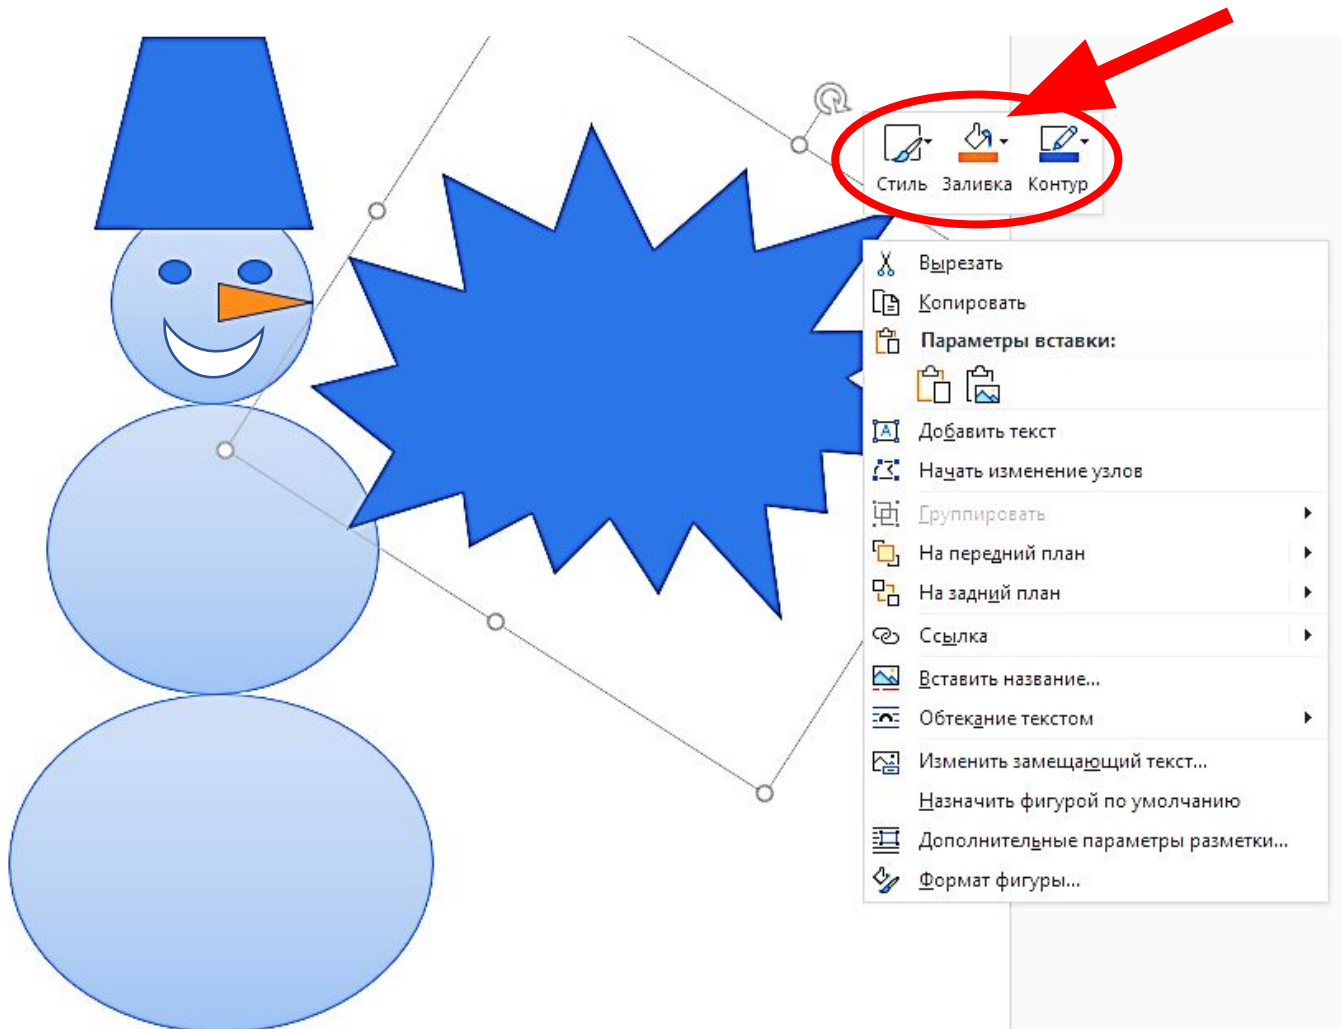 Стиль Заливка Контур
Вырезать
Копировать
Параметры вставки:
A
Добавить текст
Начать изменение узлов
Группировать
На передний план
На задний план
Ссылка
Вставить название...
Обтекание текстом
Изменить замещающий текст...
Назначить фигурой по умолчанию
Дополнительные параметры разметки...
Формат фигуры...